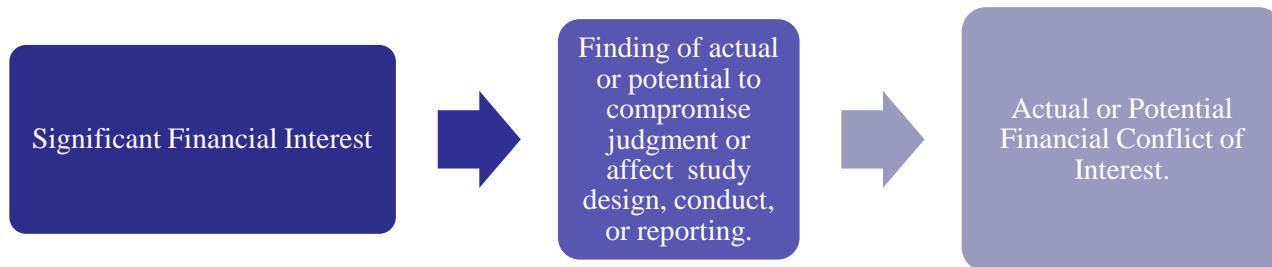 Significant Financial Interest
Finding of actual
or potential to
compromise
judgment or
affect study
design, conduct,
or reporting.
Actual or Potential
Financial Conflict of
Interest.